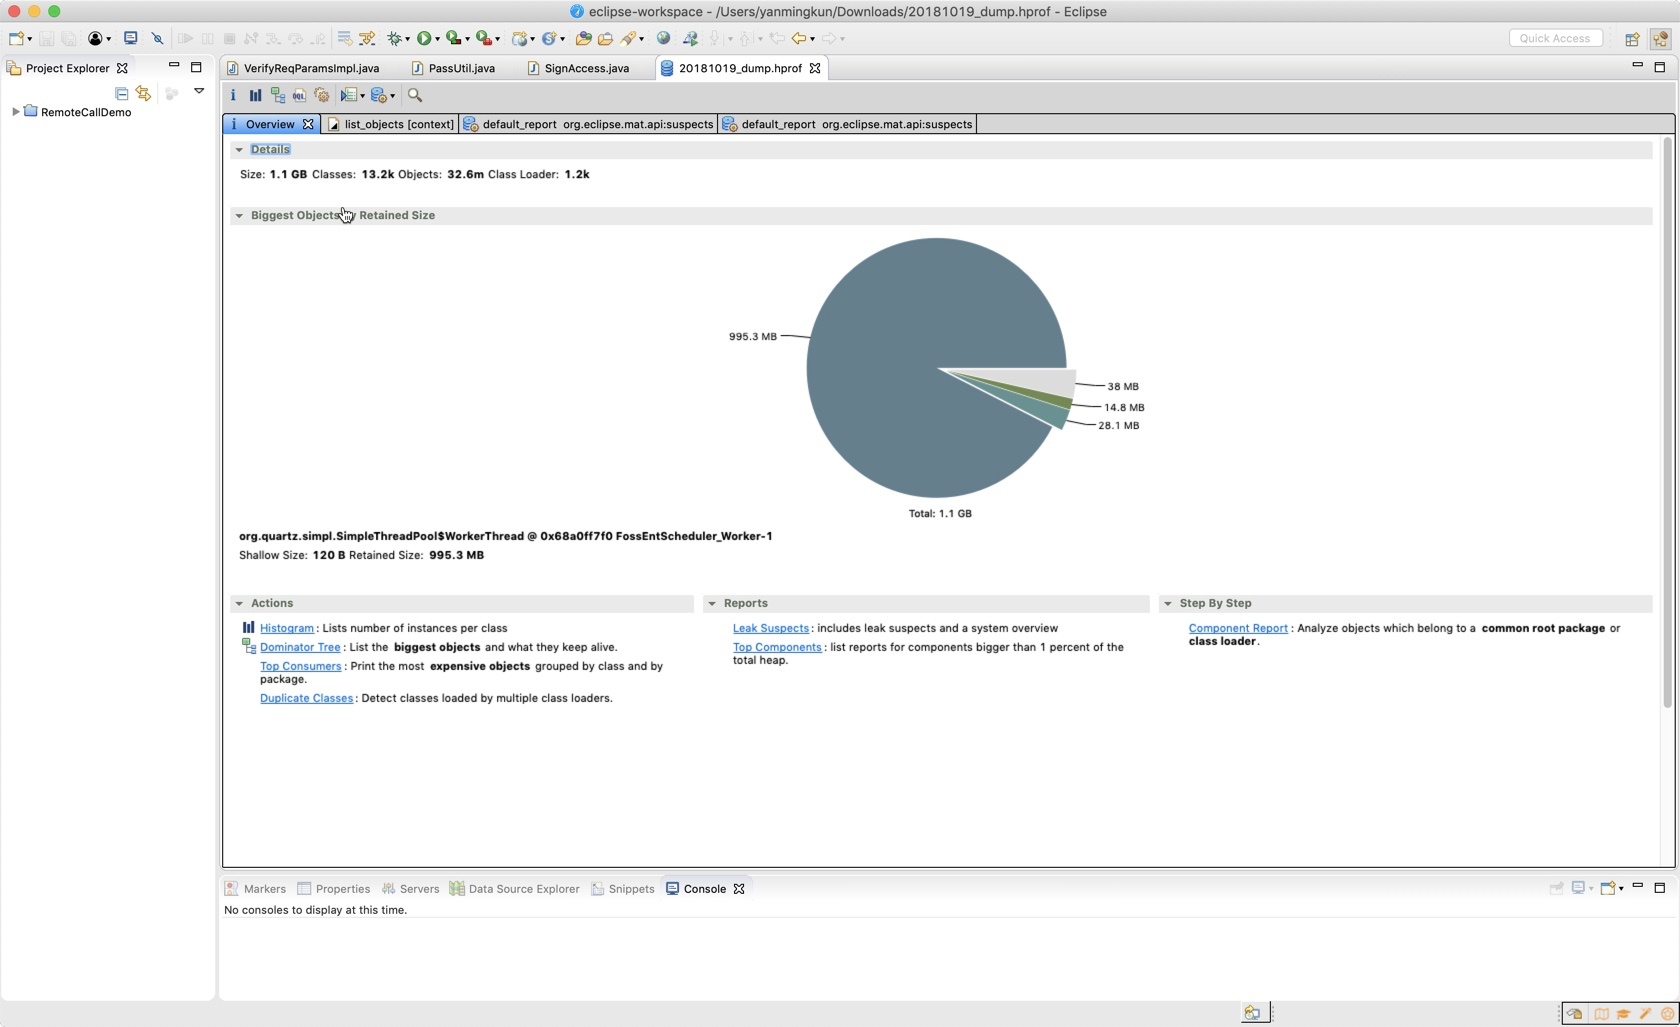 eclipse-workspace - /Users/yanmingkun/Downloads/20181019_dump.hprof - Eclipse
Quick Access
Project Explorer
RemoteCallDemo
VerifyReqParamsImpl.java PassUtil.java SignAccess.java 20181019_dump.hprof
Overview list_objects [context] default_report org.eclipse.mat.api:suspects default_report org.eclipse.mat.api:suspects
Details
Size: 1.1 GB Classes: 13.2k Objects: 32.6m Class Loader: 1.2k
Biggest Objects Retained Size
995.3 MB
38 MB
14.8 MB
28.1 MB
Total: 1.1 GB
org.quartz.simpl.SimpleThreadPool$WorkerThread @ 0x68a0ff7f0 FossEntScheduler_Worker-1
Shallow Size: 120 B Retained Size: 995.3 MB
Actions
Histogram: Lists number of instances per class
Dominator Tree: List the biggest objects and what they keep alive.
Top Consumers: Print the most expensive objects grouped by class and by
package.
Duplicate Classes: Detect classes loaded by multiple class loaders.
Reports
Leak Suspects: includes leak suspects and a system overview
Top Components: list reports for components bigger than 1 percent of the
total heap.
Step By Step
Component Report: Analyze objects which belong to a common root package or
class loader.
Markers Properties Servers Data Source Explorer Snippets Console
No consoles to display at this time.